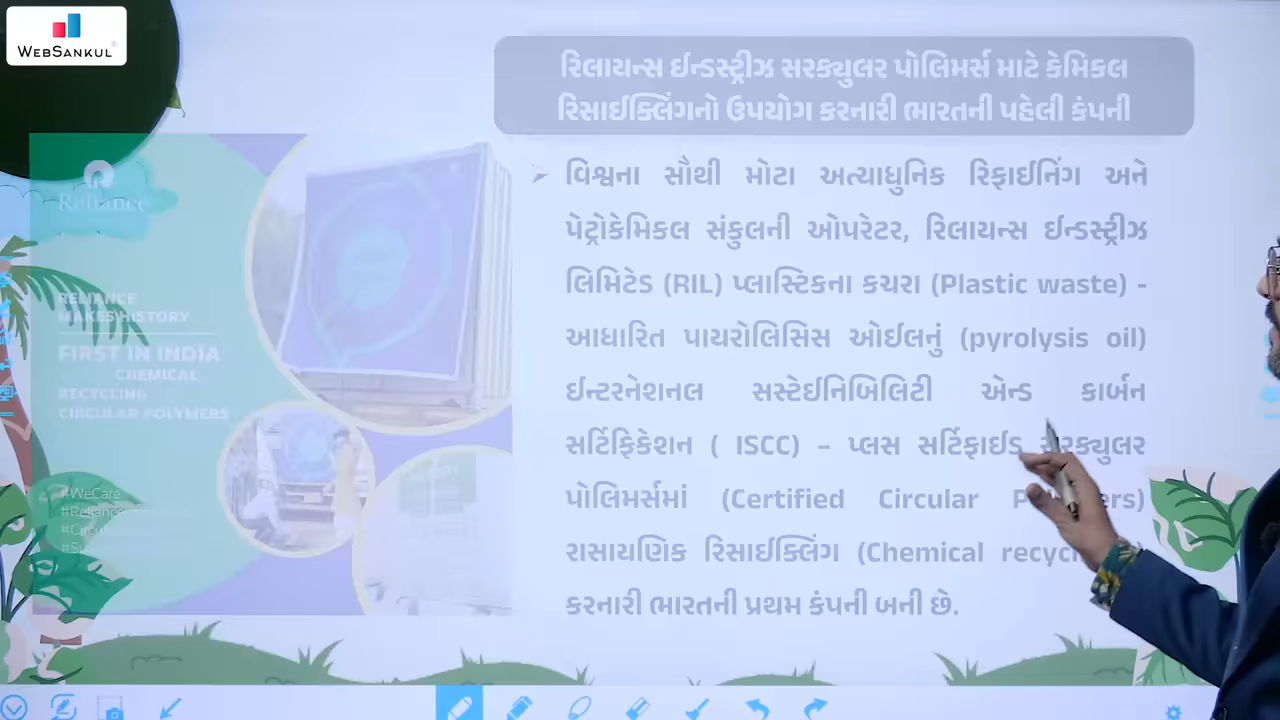 WEBSANKUL
રિલાયન્સ ઈન્ડસ્ટ્રીઝ સરક્યુલર પોલિમર્સ માટે કેમિકલ
રિસાઈક્લિંગનો ઉપયોગ કરનારી ભારતની પહેલી કંપની
વિશ્વના સૌથી મોટા અત્યાધુનિક રિફાઈનિંગ અને
પેટ્રોકેમિકલ સંકુલની ઓપરેટર, રિલાયન્સ ઈન્ડસ્ટ્રીઝ
લિમિટેડ (RIL) પ્લાસ્ટિકના કચરા (Plastic waste) -
આધારિત પાયરોલિસિસ ઓઈલનું (pyrolysis oil)
ઈન્ટરનેશનલ સસ્ટેઈનિબિલિટી એન્ડ કાર્બન
સર્ટિફિકેશન ( ISCC) – પ્લસ સર્ટિફાઈડ સરક્યુલર
પોલિમર્સમાં (Certified Circular
રાસાયણિક રિસાઈક્લિંગ (Chemical
કરનારી ભારતની પ્રથમ કંપની બની છે.
Reliance
RELIANCE
MAKES HISTORY
FIRST IN INDIA
CHEMICAL
RECYCLING
CIRCULAR POLYMERS
#WeCare
#Reliance